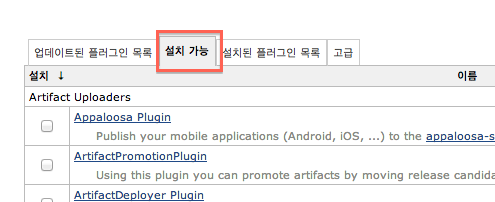 업데이트된 플러그인 목록 설치 가능 설치된 플러그인 목록 고급
설치 ↓ 이름
Artifact Uploaders
Appaloosa Plugin
Publish your mobile applications (Android, iOS, ...) to the appaloosa-s
ArtifactPromotionPlugin
Using this plugin you can promote artifacts by moving release candida
ArtifactDeployer Plugin